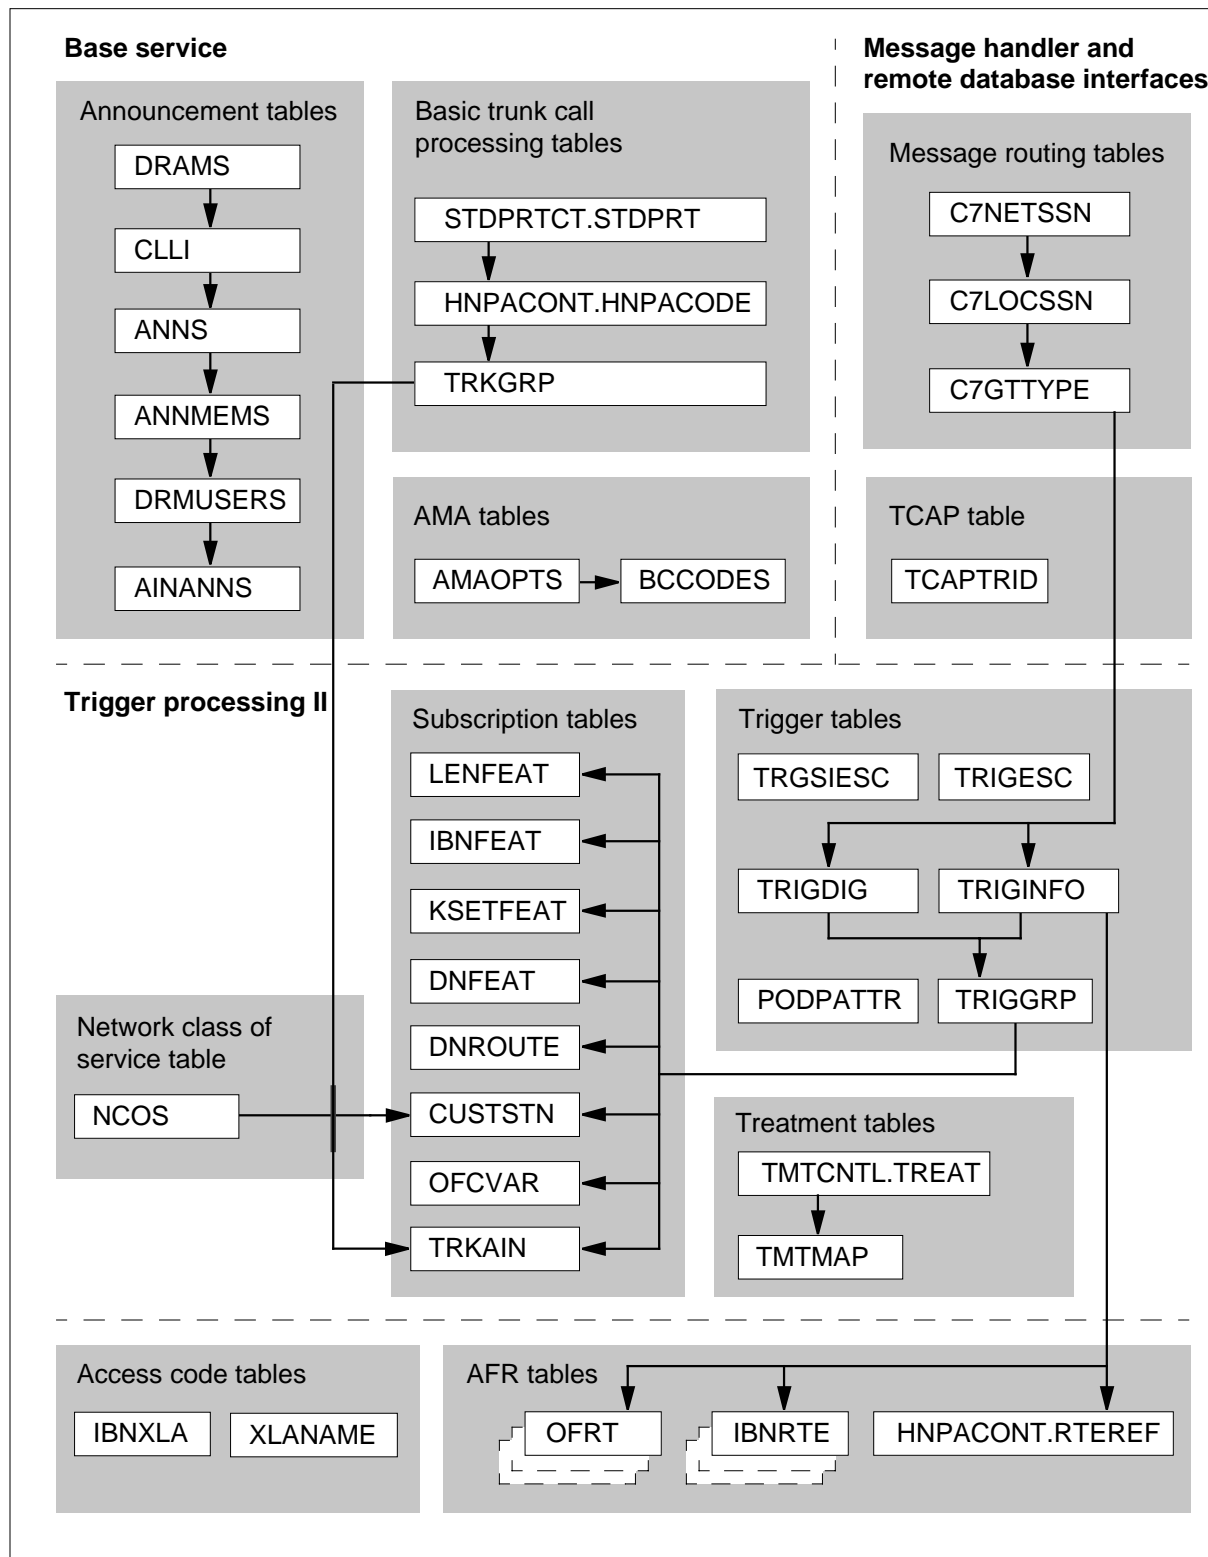 Base service
Announcement tables
DRAMS
CLLI
ANNS
ANNMEMS
DRMUSERS
AINANNS
Basic trunk call
processing tables
STDPRTCT.STDPRT
HNPACONT.HNPACODE
TRKGRP
AMA tables
AMAOPTS
BCCODES
Message handler and
remote database interfaces
Message routing tables
C7NETSSN
C7LOCSSN
C7GTTYPE
TCAP table
TCAPTRID
Trigger processing II
Network class of
service table
NCOS
Subscription tables
LENFEAT
IBNFEAT
KSETFEAT
DNFEAT
DNROUTE
CUSTSTN
OFCVAR
TRKAIN
Trigger tables
TRGSIESC
TRIGESC
TRIGDIG
TRIGINFO
PODPATTR
TRIGGRP
Treatment tables
TMTCNTL.TREAT
TMTMAP
Access code tables
IBNXLA
XLANAME
AFR tables
OFRT
IBNRTE
HNPACONT.RTEREF